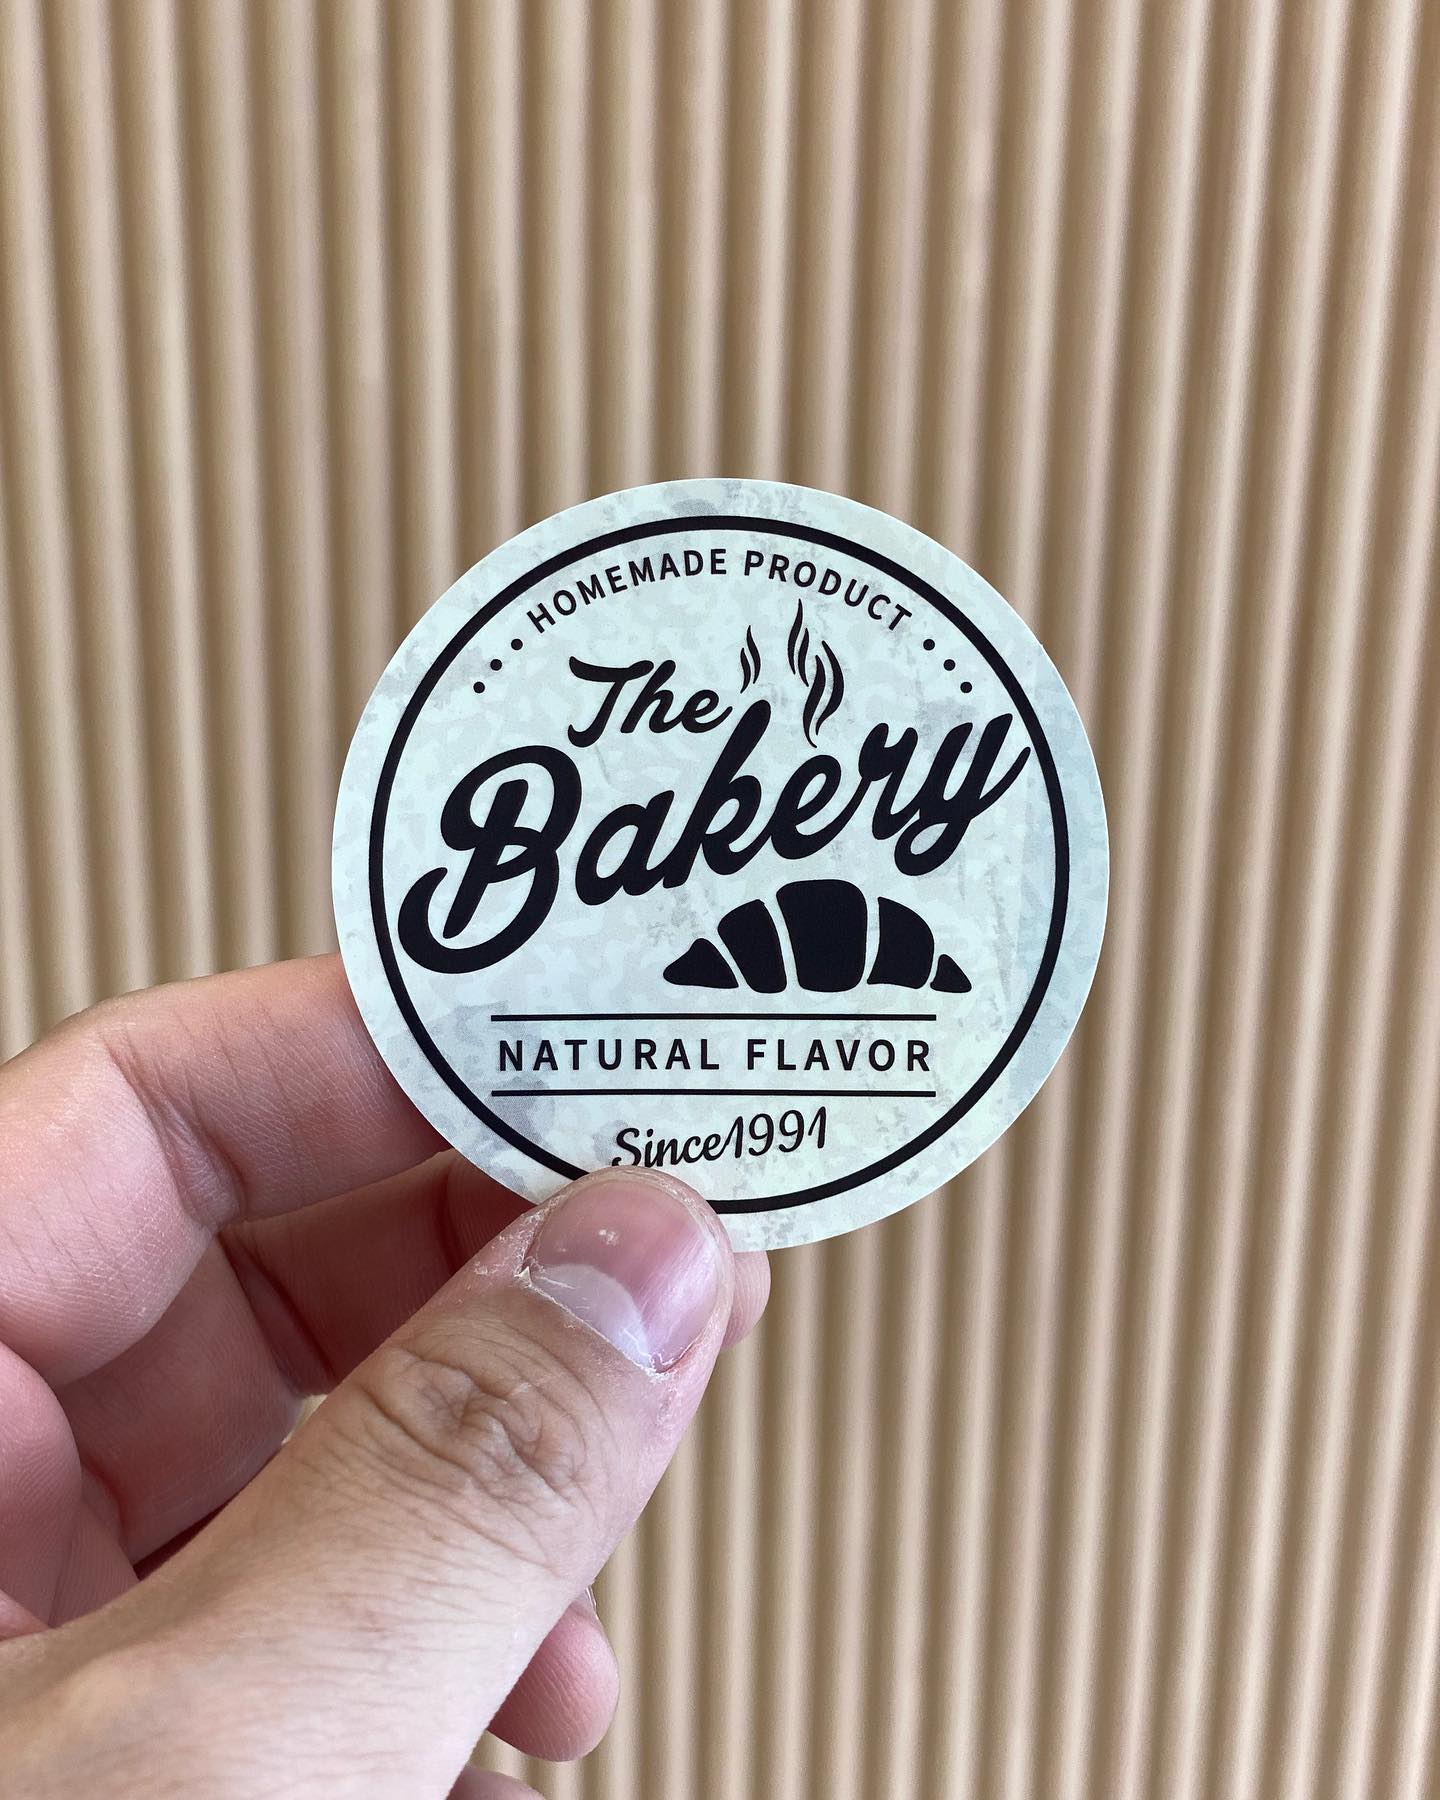 HOMEMADE PRODUCT
The
Bakery
NATURAL FLAVOR
Since1991